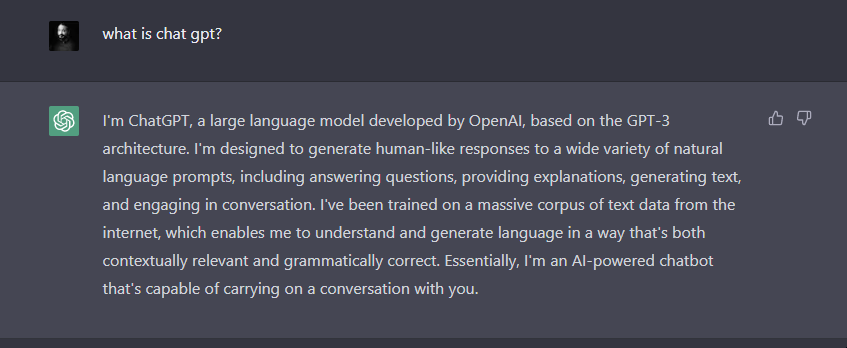 what is chat gpt?
I'm ChatGPT, a large language model developed by OpenAI, based on the GPT-3
architecture. I'm designed to generate human-like responses to a wide variety of natural
language prompts, including answering questions, providing explanations, generating text,
and engaging in conversation. I've been trained on a massive corpus of text data from the
internet, which enables me to understand and generate language in a way that's both
contextually relevant and grammatically correct. Essentially, I'm an AI-powered chatbot
that's capable of carrying on a conversation with you.